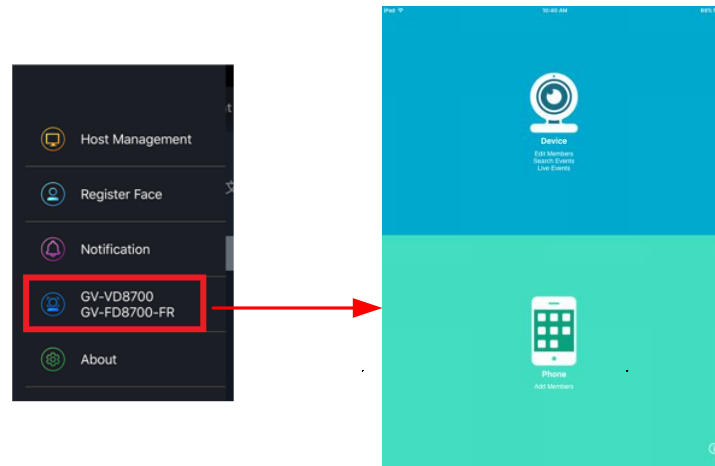 Host Management
Register Face
Notification
GV-VD8700
GV-FD8700-FR
About
t
文
iPad
10:40 AM
Device
Edit Members
Search Events
Live Events
Phone
Add Members